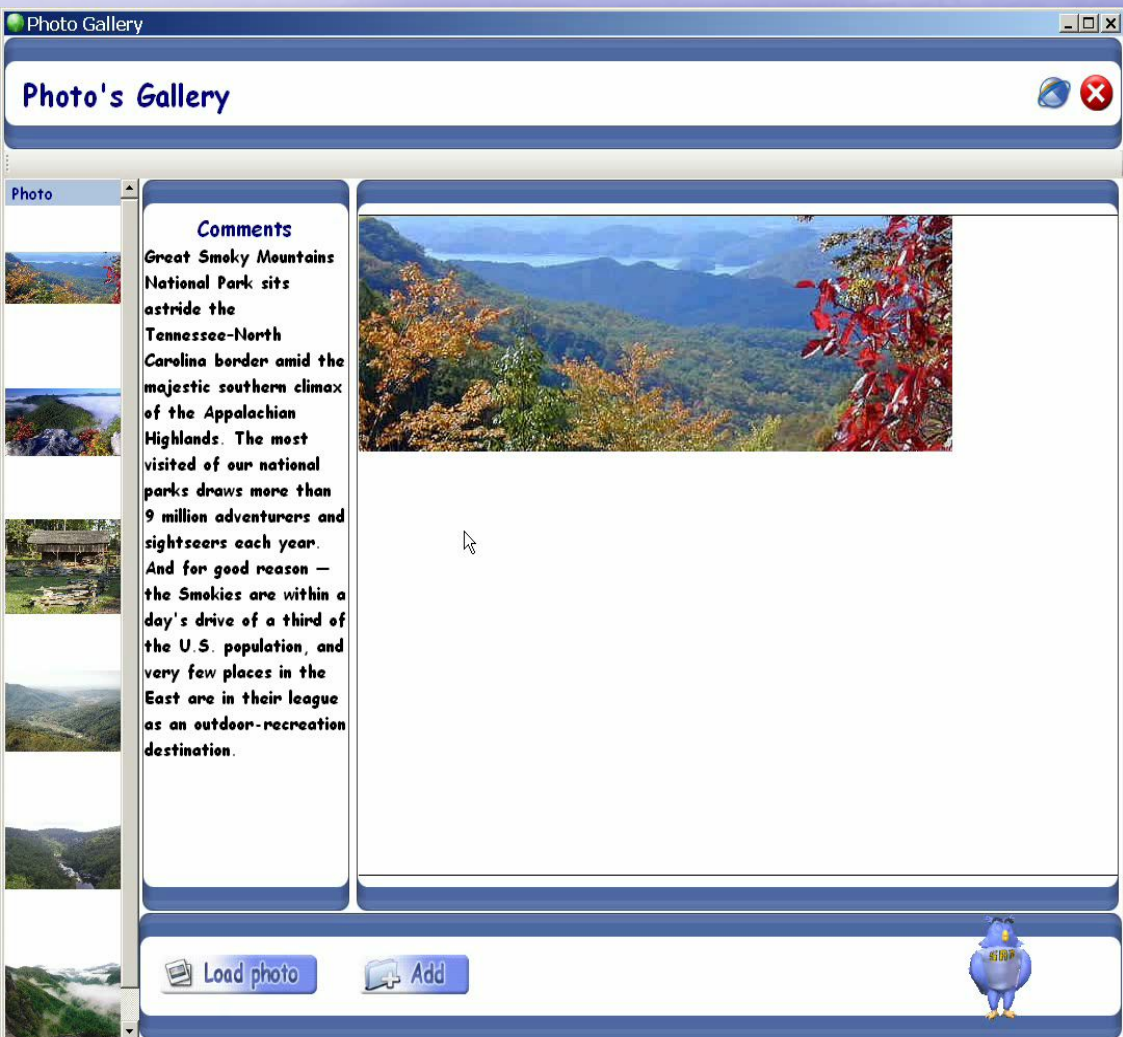 Photo Gallery
Photo's Gallery
Photo
Comments
Great Smoky Mountains
National Park sits
astride the
Tennessee-North
Carolina border amid the
majestic southern climax
of the Appalachian
Highlands. The most
visited of our national
parks draws more than
9 million adventurers and
sightseers each year.
And for good reason —
the Smokies are within a
day's drive of a third of
the U.S. population, and
very few places in the
East are in their league
as an outdoor-recreation
destination.
Load photo
Add